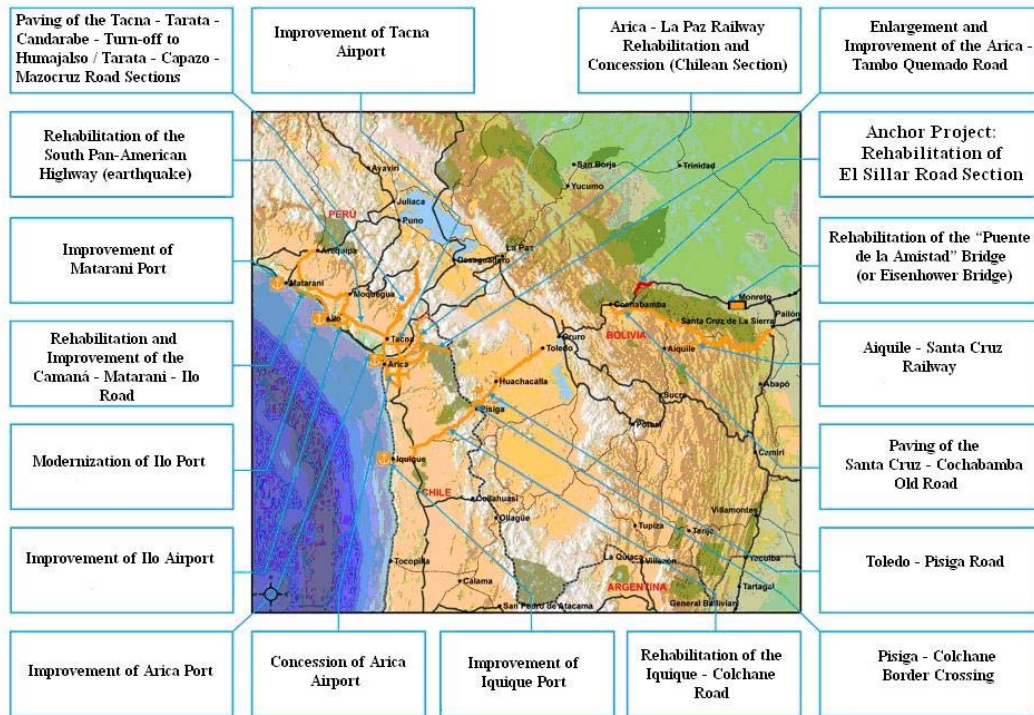 Paving of the Tacna - Tarata -
Candarabe - Turn-off to
Humajalso / Tarata - Capazo -
Mazocruz Road Sections
Improvement of Tacna
Airport
Arica - La Paz Railway
Rehabilitation and
Concession (Chilean Section)
Enlargement and
Improvement of the Arica -
Tambo Quemado Road
Rehabilitation of the
South Pan-American
Highway (earthquake)
Anchor Project:
Rehabilitation of
El Sillar Road Section
Improvement of
Matarani Port
Rehabilitation of the “Puente
de la Amistad” Bridge
(or Eisenhower Bridge)
Rehabilitation and
Improvement of the
Camaná - Matarani - Ilo
Road
Aiquile - Santa Cruz
Railway
Modernization of Ilo Port
Paving of the
Santa Cruz - Cochabamba
Old Road
Improvement of Ilo Airport
Toledo - Pisiga Road
Improvement of Arica Port
Concession of Arica
Airport
Improvement of
Iquique Port
Rehabilitation of the
Iquique - Colchane
Road
Pisiga - Colchane
Border Crossing
Ayaviri
San Borja
Trinidad
Yucumo
Juliaca
PERÚ
Puno
La Paz
Arequipa
Desaguadero
Matarani
Moquegua
Ilo
Cochabamba
Monreto
Pailón
Santa Cruz de La Sierra
Tacna
BOLIVIA
Oruro
Arica
Toledo
Aiquile
Huachacalla
Abapó
Sucre
Pisiga
Potosí
Camiri
Iquique
CHILE
Collahuasi
Ollagüe
Villamontes
Tupiza
Tarija
La Quiaca
Villazón
Yacuiba
Tocopilla
Calama
ARGENTINA
Tartagal
San Pedro de Atacama
General Ballivian